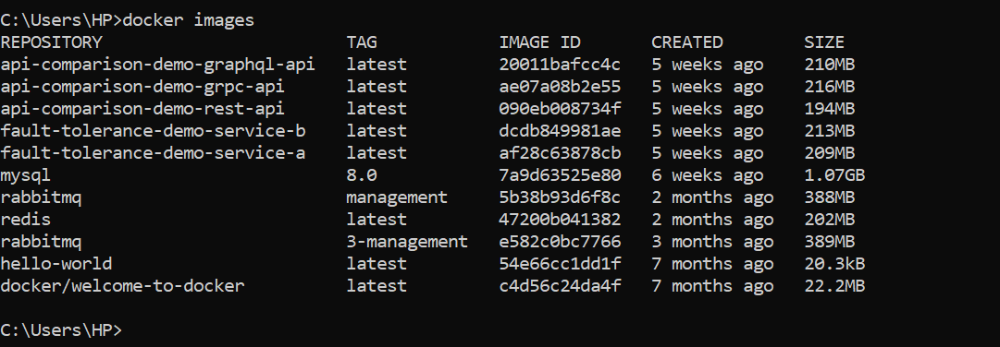 C:\Users\HP>docker images
REPOSITORY TAG IMAGE ID CREATED SIZE
api-comparison-demo-graphql-api latest 20011bafcc4c 5 weeks ago 210MB
api-comparison-demo-grpc-api latest ae07a08b2e55 5 weeks ago 216MB
api-comparison-demo-rest-api latest 090eb008734f 5 weeks ago 194MB
fault-tolerance-demo-service-b latest dcdb849981ae 5 weeks ago 213MB
fault-tolerance-demo-service-a latest af28c63878cb 5 weeks ago 209MB
mysql 8.0 7a9d63525e80 6 weeks ago 1.07GB
rabbitmq management 5b38b93d6f8c 2 months ago 388MB
redis latest 47200b041382 2 months ago 202MB
rabbitmq 3-management e582c0bc7766 3 months ago 389MB
hello-world latest 54e66cc1dd1f 7 months ago 20.3kB
docker/welcome-to-docker latest c4d56c24da4f 7 months ago 22.2MB
C:\Users\HP>